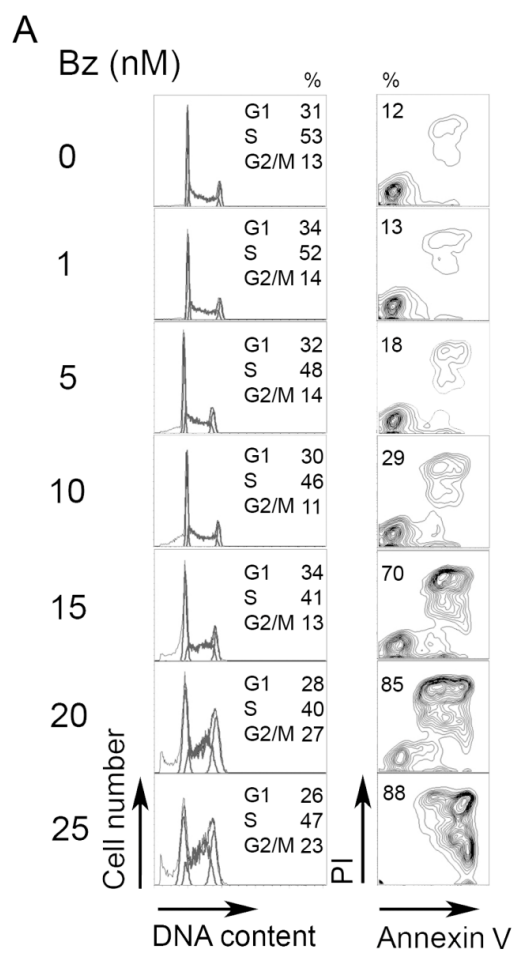 A
Bz (nM)
% %
0 G1 31 12
S 53
G2/M 13
1 G1 34 13
S 52
G2/M 14
5 G1 32 18
S 48
G2/M 14
10 G1 30 29
S 46
G2/M 11
15 G1 34 70
S 41
G2/M 13
20 G1 28 85
S 40
G2/M 27
25 G1 26 88
S 47
G2/M 23
Cell number
PI
DNA content Annexin V